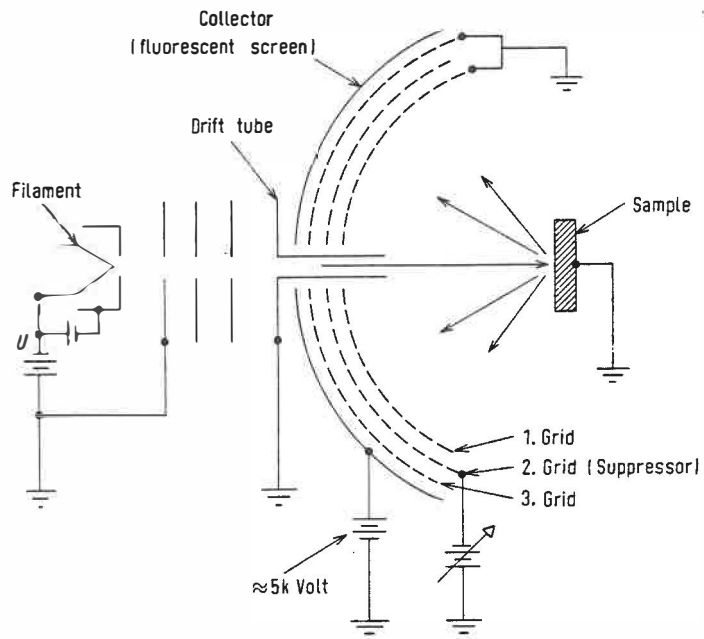 Collector
(fluorescent screen)
Drift tube
Filament
Sample
U
1. Grid
2. Grid (Suppressor)
3. Grid
≈5k Volt